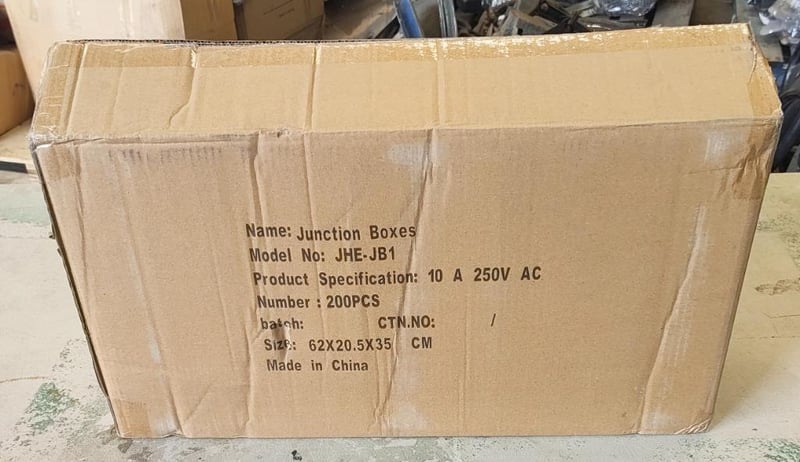 Name: Junction Boxes
Model No: JHE-JB1
Product Specification: 10 A 250V AC
Number : 200PCS
batch: CTN.NO: /
Size: 62X20.5X35 CM
Made in China